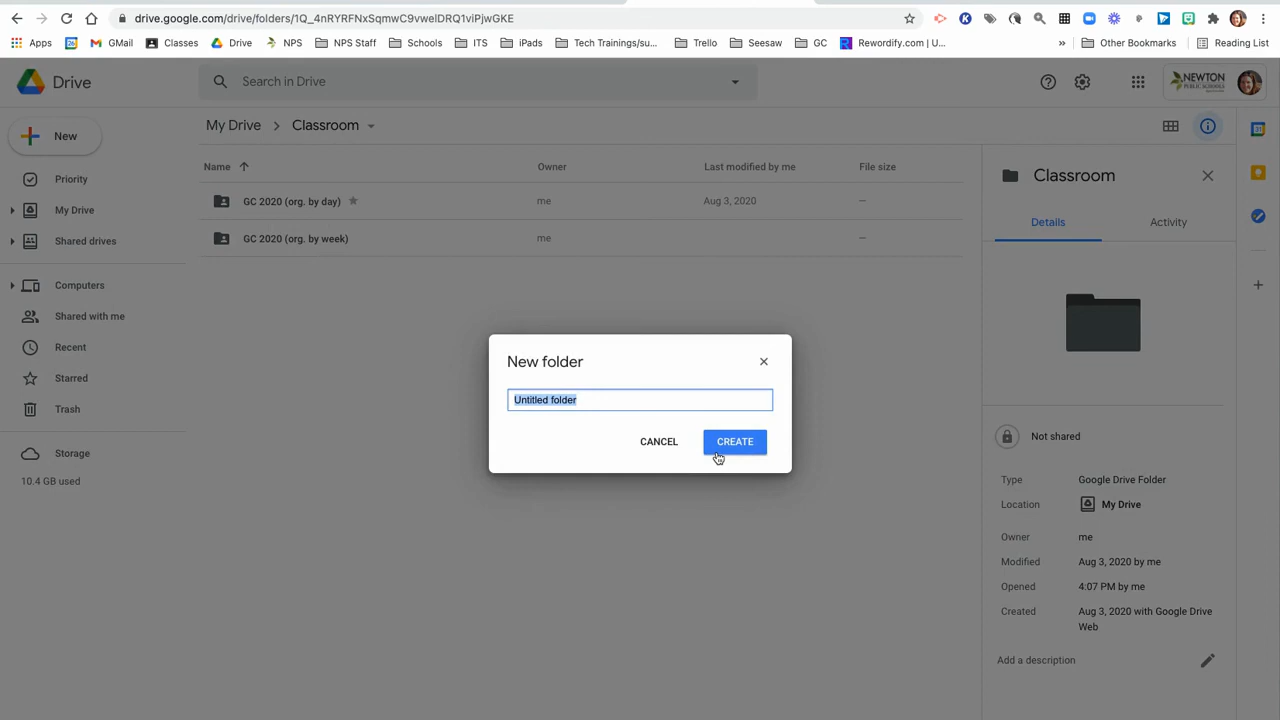 drive.google.com/drive/folders/1Q_4nRYRFNxSqmwC9vwelDRQ1viPjwGKE
Apps GMail Classes Drive NPS NPS Staff Schools ITS iPads Tech Trainings/su... Trello Seesaw GC Rewordify.com | U... » Other Bookmarks Reading List
Drive Search in Drive NEWTON
PUBLIC SCHOOLS
New My Drive > Classroom
Name Owner Last modified by me File size
Priority
My Drive
Shared drives
Computers
Shared with me
Recent
Starred
Trash
Storage
10.4 GB used
GC 2020 (org. by day) me Aug 3, 2020 –
GC 2020 (org. by week) me –
New folder
Untitled folder
CANCEL CREATE
Classroom
Details Activity
Not shared
Type Google Drive Folder
Location My Drive
Owner me
Modified Aug 3, 2020 by me
Opened 4:07 PM by me
Created Aug 3, 2020 with Google Drive
Web
Add a description